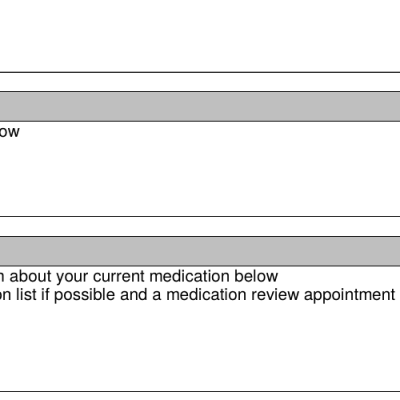 ow
n about your current medication below
on list if possible and a medication review appointment